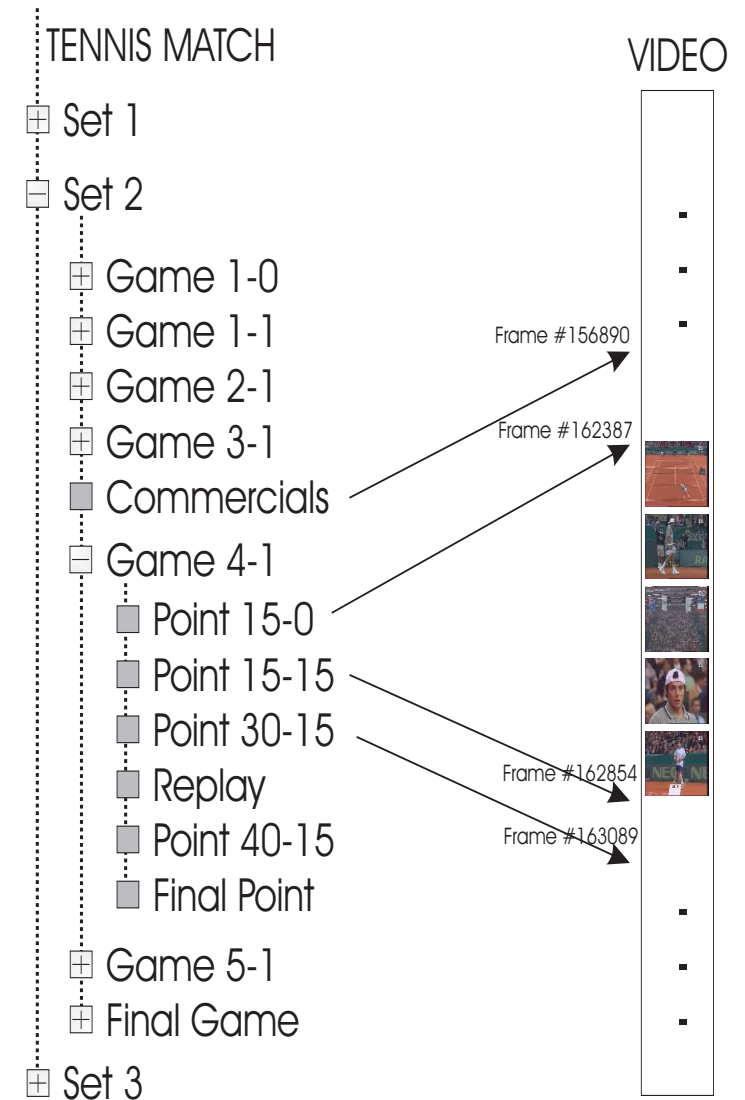 TENNIS MATCH
VIDEO
Set 1
Set 2
Game 1-0
Game 1-1
Frame #156890
Game 2-1
Game 3-1
Frame #162387
Commercials
Game 4-1
Point 15-0
Point 15-15
Point 30-15
Frame #162854
Replay
Point 40-15
Frame #163089
Final Point
Game 5-1
Final Game
Set 3